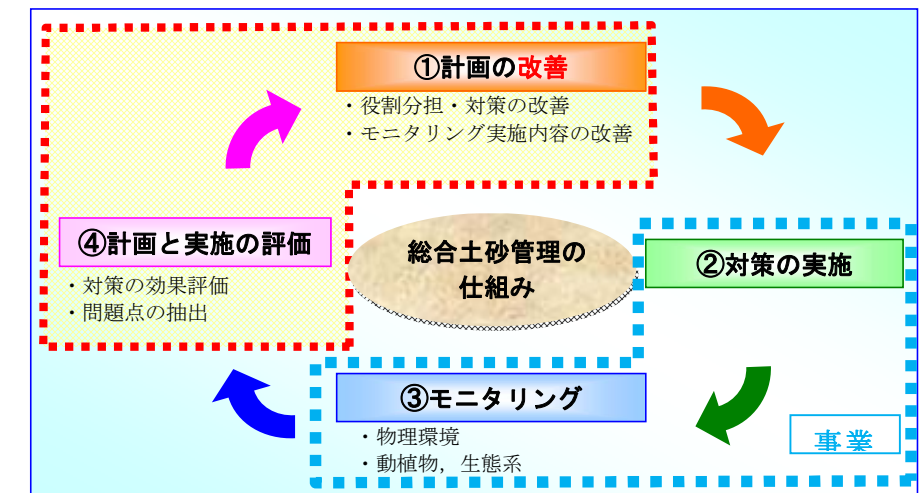 ①計画の改善
・役割分担・対策の改善
・モニタリング実施内容の改善
④計画と実施の評価
・対策の効果評価
・問題点の抽出
総合土砂管理の
仕組み
②対策の実施
③モニタリング
・物理環境
・動植物，生態系
事業